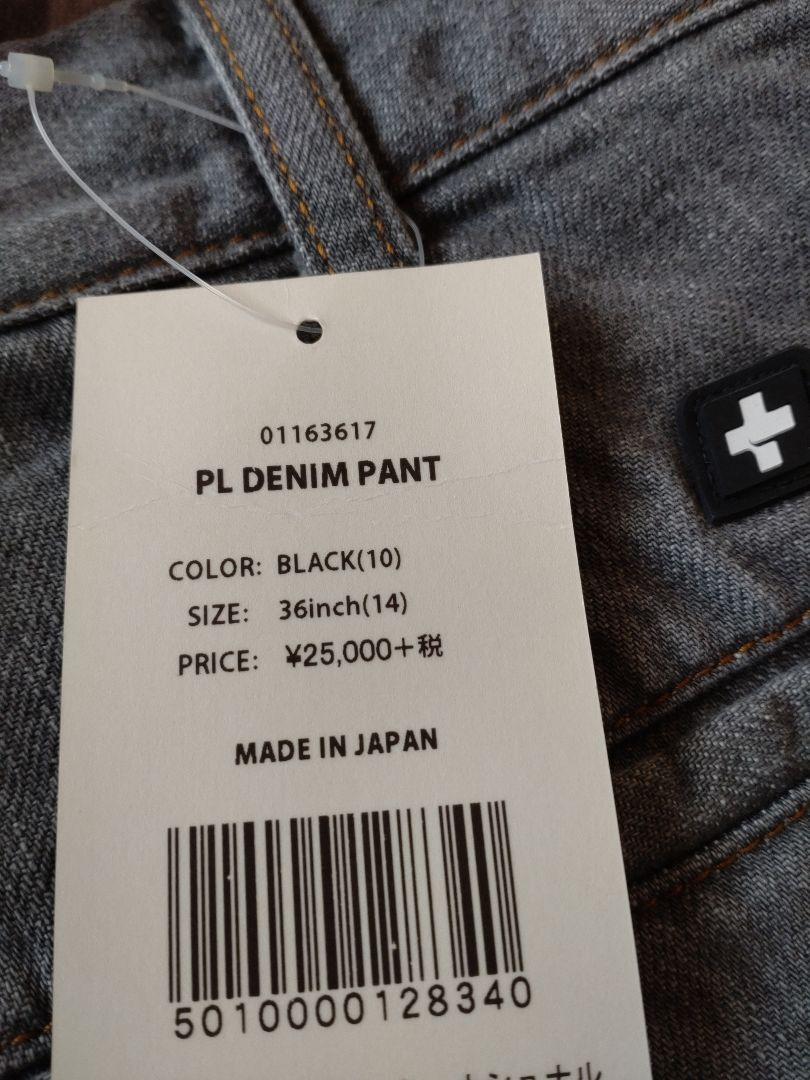 01163617
PL DENIM PANT
COLOR: BLACK(10)
SIZE: 36inch(14)
PRICE: ¥25,000+税
MADE IN JAPAN
5010000128340